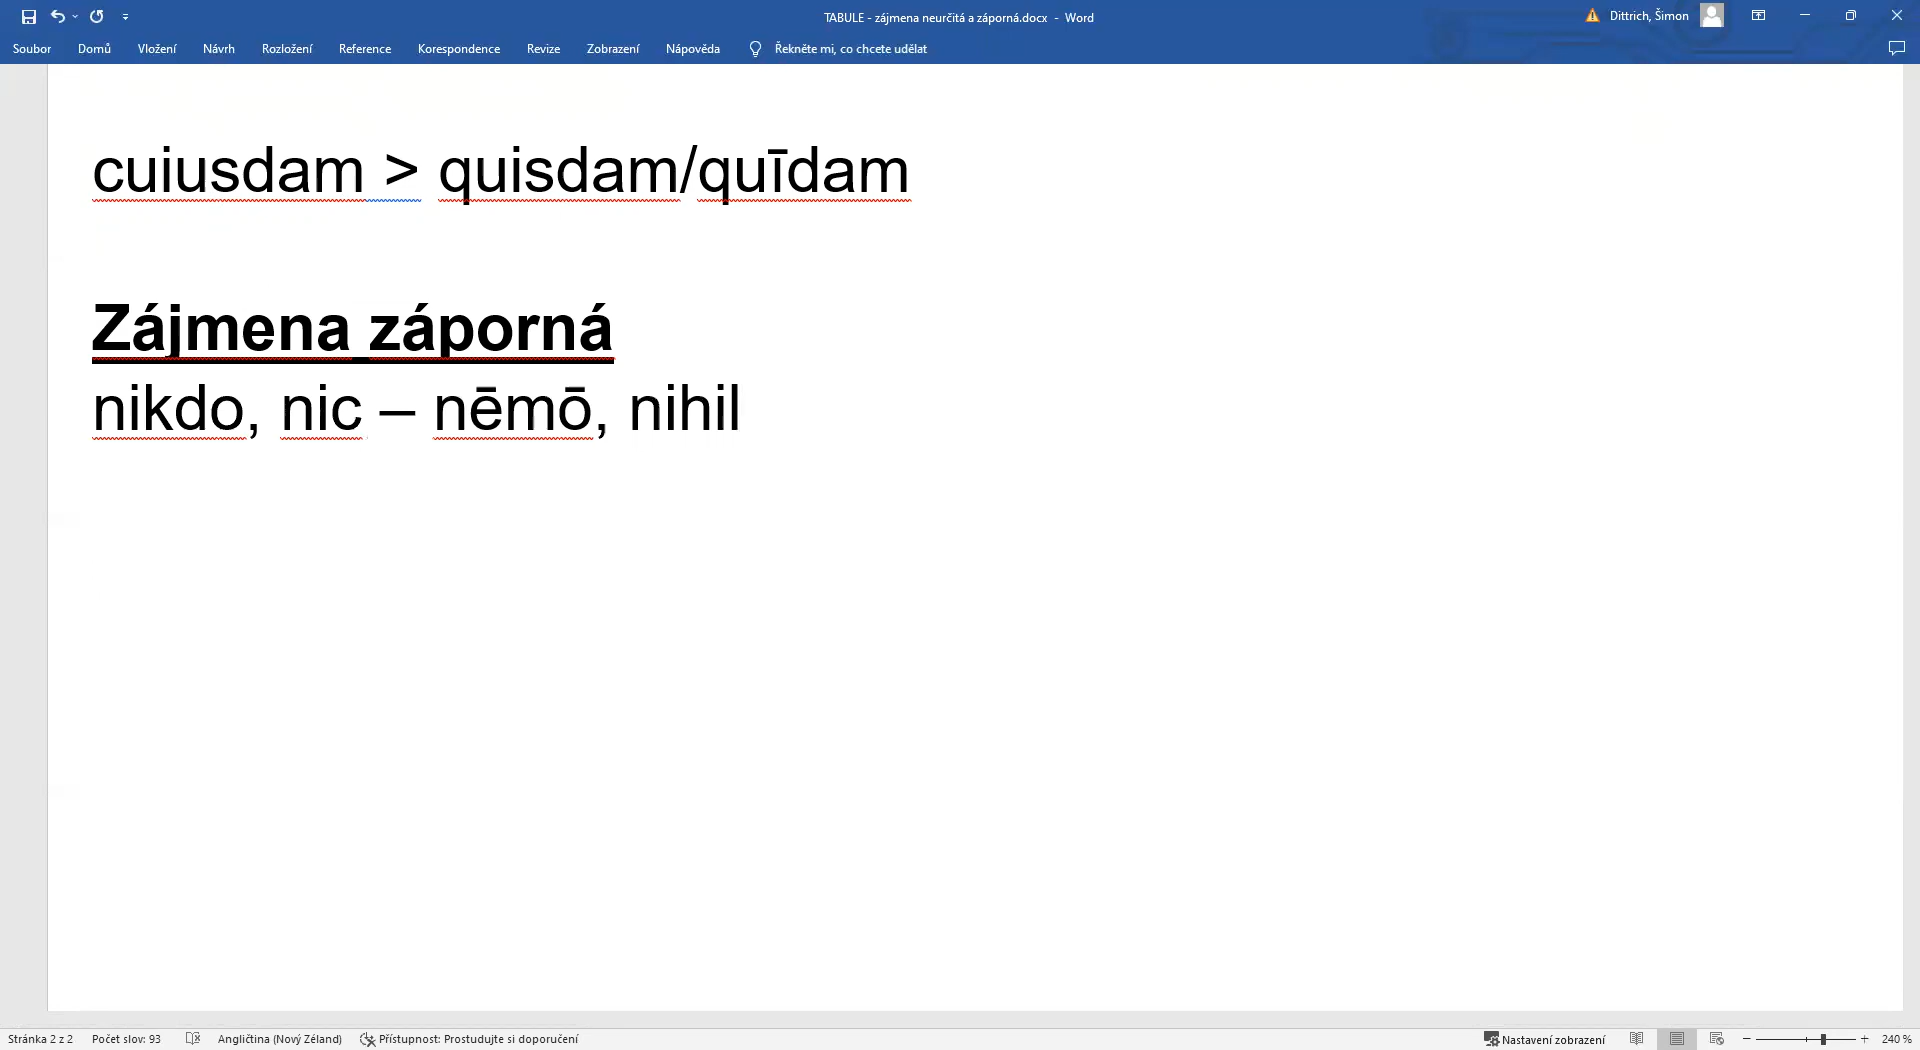 TABULE - zájmena neurčitá a záporná.docx - Word
Dittrich, Šimon
Soubor Domů Vložení Návrh Rozložení Reference Korespondence Revize Zobrazení Nápověda Řekněte mi, co chcete udělat
cuiusdam > quisdam/quīdam
Zájmena záporná
nikdo, nic – nēmō, nihil
Stránka 2 z 2 Počet slov: 93 Angličtina (Nový Zéland) Přístupnost: Prostudujte si doporučení Nastavení zobrazení 240 %